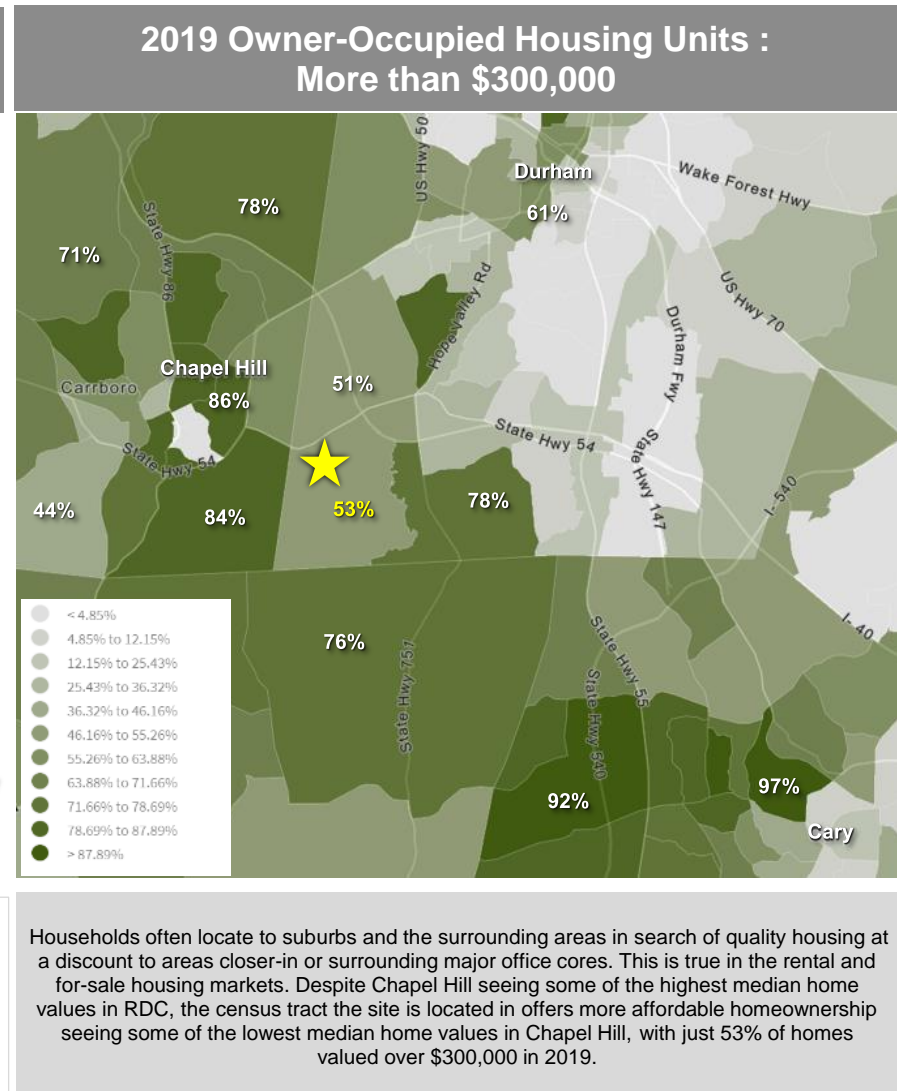 2019 Owner-Occupied Housing Units :
More than $300,000
US Hwy 50
Durham
Wake Forest Hwy
78%
61%
State Hwy 86
71%
Hope Valley Rd
US Hwy 70
Durham Fwy
Chapel Hill
51%
Carrboro
86%
State Hwy 54
State Hwy 54
State Hwy 147
I-540
44%
84%
53%
78%
< 4.85%
4.85% to 12.15%
12.15% to 25.43%
25.43% to 36.32%
36.32% to 46.16%
46.16% to 55.26%
55.26% to 63.88%
63.88% to 71.66%
71.66% to 78.69%
78.69% to 87.89%
> 87.89%
76%
State Hwy 751
State Hwy 55
I-40
State Hwy 540
92%
97%
Cary
Households often locate to suburbs and the surrounding areas in search of quality housing at
a discount to areas closer-in or surrounding major office cores. This is true in the rental and
for-sale housing markets. Despite Chapel Hill seeing some of the highest median home
values in RDC, the census tract the site is located in offers more affordable homeownership
seeing some of the lowest median home values in Chapel Hill, with just 53% of homes
valued over $300,000 in 2019.